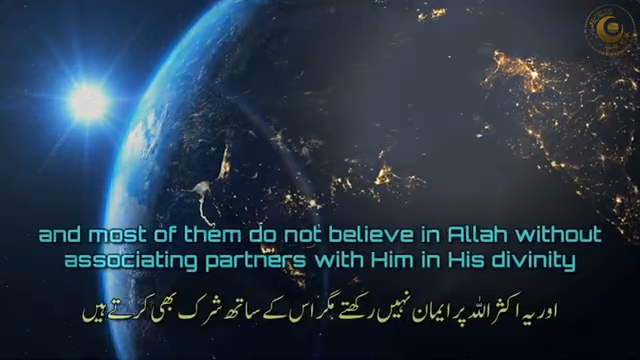 and most of them do not believe in Allah without
associating partners with Him in His divinity
اور یہ اکثر اللہ پر ایمان نہیں رکھتے مگر اس کے ساتھ شرک بھی کرتے ہیں